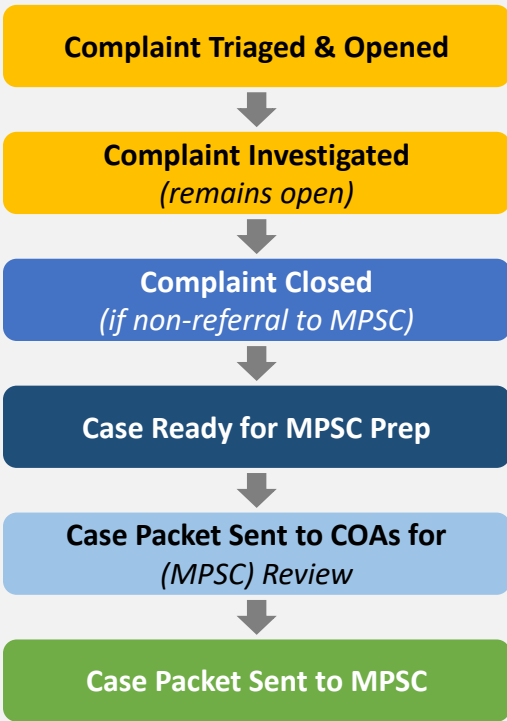 Complaint Triaged & Opened
Complaint Investigated
(remains open)
Complaint Closed
(if non-referral to MPSC)
Case Ready for MPSC Prep
Case Packet Sent to COAs for
(MPSC) Review
Case Packet Sent to MPSC